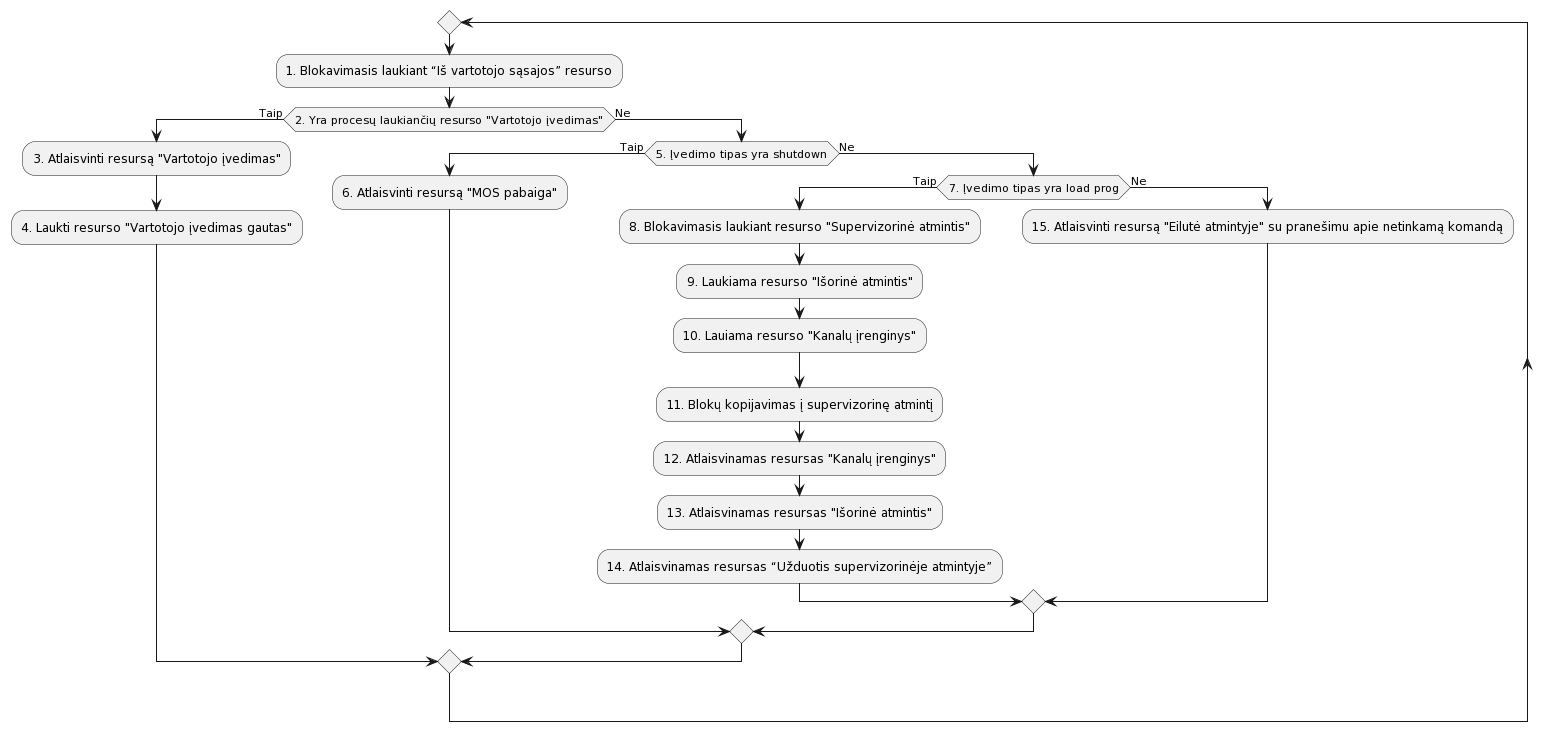 1. Blokavimasis laukiant “Iš vartotojo sąsajos” resurso
Taip
2. Yra procesų laukiančių resurso "Vartotojo įvedimas"
Ne
3. Atlaisvinti resursą "Vartotojo įvedimas"
4. Laukti resurso "Vartotojo įvedimas gautas"
Taip
5. Įvedimo tipas yra shutdown
Ne
6. Atlaisvinti resursą "MOS pabaiga"
Taip
7. Įvedimo tipas yra load prog
Ne
8. Blokavimasis laukiant resurso "Supervizorinė atmintis"
9. Laukiama resurso "Išorinė atmintis"
10. Lauiama resurso "Kanalų įrenginys"
11. Blokų kopijavimas į supervizorinę atmintį
12. Atlaisvinamas resursas "Kanalų įrenginys"
13. Atlaisvinamas resursas "Išorinė atmintis"
14. Atlaisvinamas resursas “Užduotis supervizorinėje atmintyje”
15. Atlaisvinti resursą "Eilutė atmintyje" su pranešimu apie netinkamą komandą